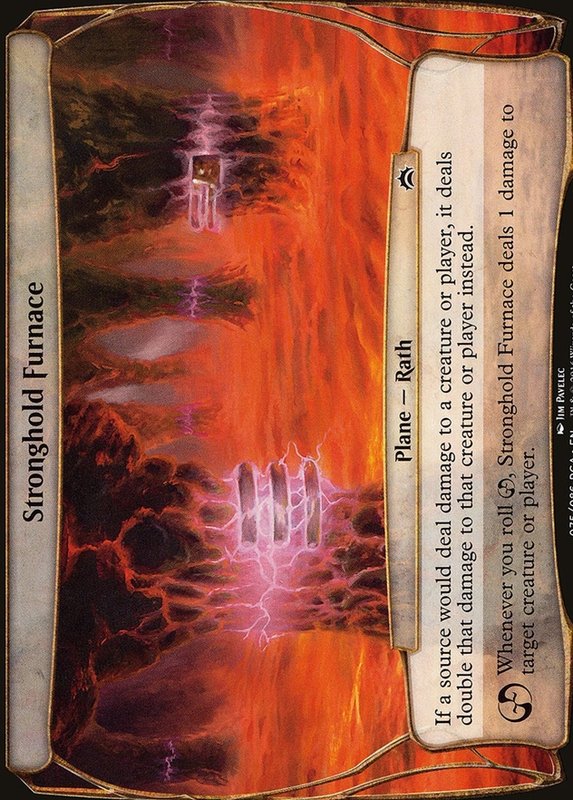 Stronghold Furnace
Plane — Rath
If a source would deal damage to a creature or player, it deals
double that damage to that creature or player instead.
Whenever you roll , Stronghold Furnace deals 1 damage to
target creature or player.
Jim Pavelec